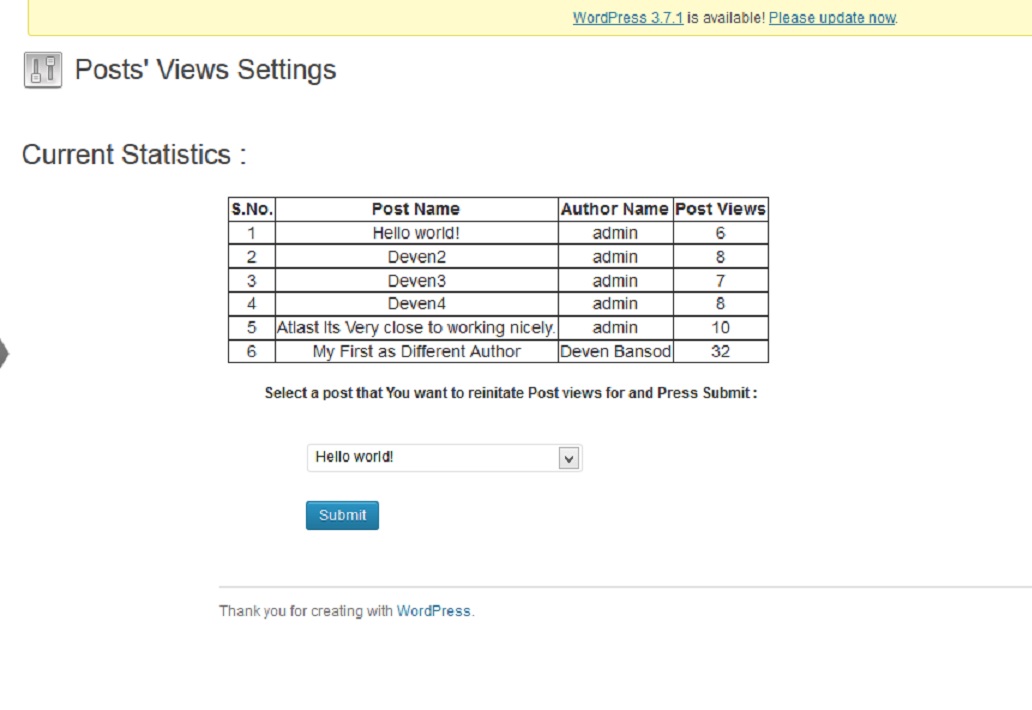 WordPress 3.7.1 is available! Please update now.
Posts' Views Settings
Current Statistics :
S.No. Post Name Author Name Post Views
1 Hello world! admin 6
2 Deven2 admin 8
3 Deven3 admin 7
4 Deven4 admin 8
5 Atlast Its Very close to working nicely. admin 10
6 My First as Different Author Deven Bansod 32
Select a post that You want to reinitate Post views for and Press Submit :
Hello world!
Submit
Thank you for creating with WordPress.